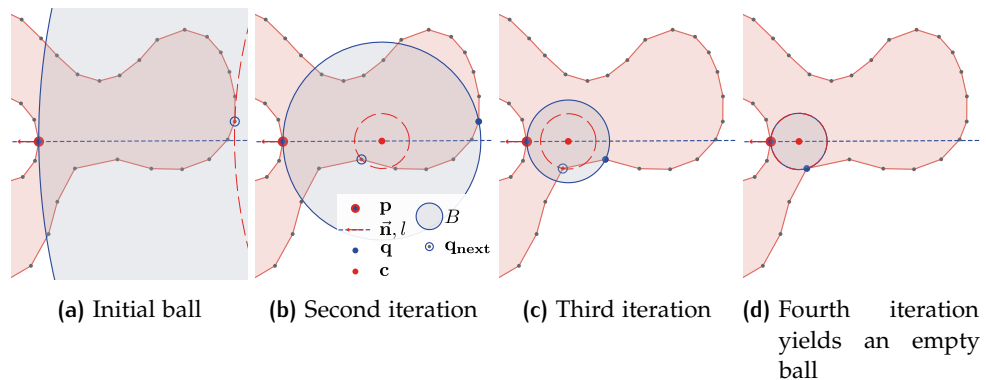 p
n⃗, l
q
c
B
q_next
(a) Initial ball
(b) Second iteration
(c) Third iteration
(d) Fourth iteration
yields an empty
ball